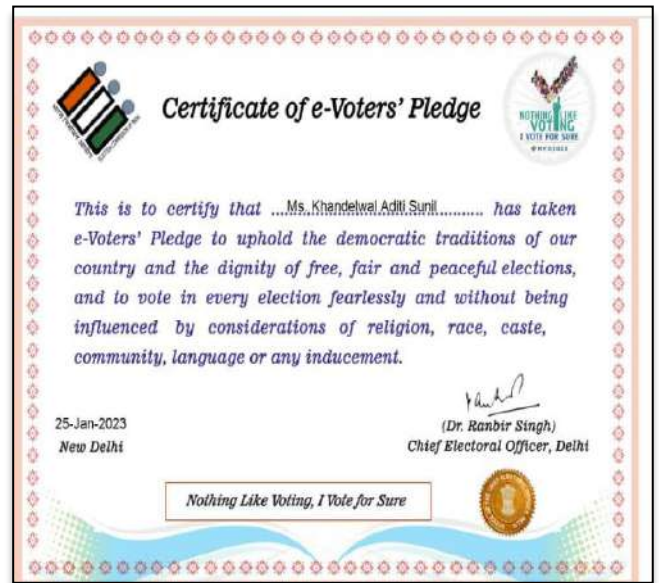 Certificate of e-Voters' Pledge
NOTHING LIKE
VOTING
I VOTE FOR SURE
This is to certify that ....Ms. Khandelwal Aditi Sunil.......... has taken
e-Voters' Pledge to uphold the democratic traditions of our
country and the dignity of free, fair and peaceful elections,
and to vote in every election fearlessly and without being
influenced by considerations of religion, race, caste,
community, language or any inducement.
25-Jan-2023
New Delhi
(Dr. Ranbir Singh)
Chief Electoral Officer, Delhi
Nothing Like Voting, I Vote for Sure